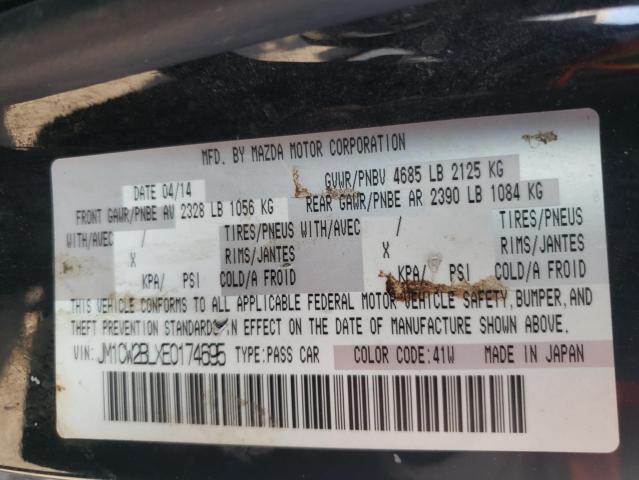 MFD. BY MAZDA MOTOR CORPORATION
DATE 04/14 GVWR/PNBV 4685 LB 2125 KG
FRONT GAWR/PNBE AV 2328 LB 1056 KG REAR GAWR/PNBE AR 2390 LB 1084 KG
WITH/AVEC / TIRES/PNEUS WITH/AVEC / TIRES/PNEUS
X RIMS/JANTES X RIMS/JANTES
KPA/ PSI COLD/A FROID KPA/ PSI COLD/A FROID
THIS VEHICLE CONFORMS TO ALL APPLICABLE FEDERAL MOTOR VEHICLE SAFETY, BUMPER, AND
THEFT PREVENTION STANDARDS IN EFFECT ON THE DATE OF MANUFACTURE SHOWN ABOVE.
VIN: JM1CW2BLXE0174695 TYPE:PASS CAR COLOR CODE:41W MADE IN JAPAN